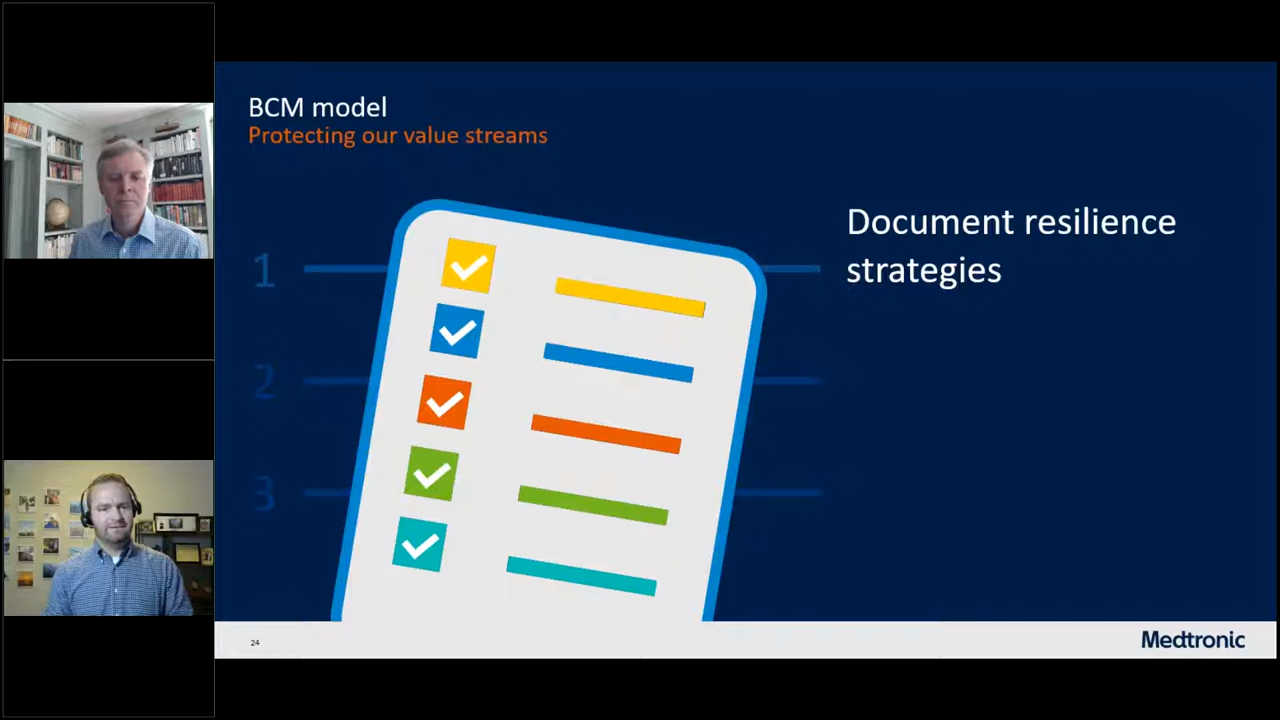 BCM model
Protecting our value streams
1
2
3
Document resilience
strategies
24
Medtronic